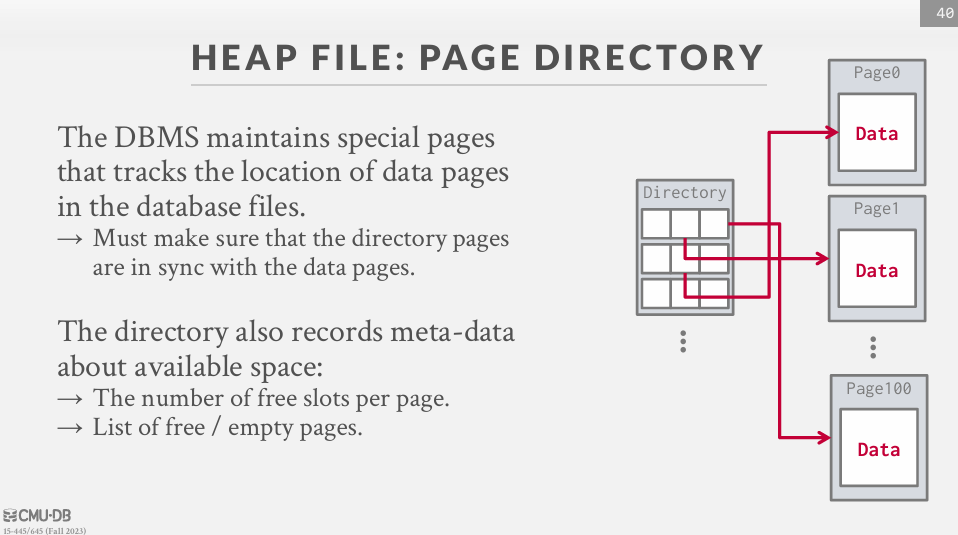 40
HEAP FILE: PAGE DIRECTORY
The DBMS maintains special pages
that tracks the location of data pages
in the database files.
→ Must make sure that the directory pages
are in sync with the data pages.
The directory also records meta-data
about available space:
→ The number of free slots per page.
→ List of free / empty pages.
Directory
Page0
Data
Page1
Data
Page100
Data
CMU·DB
15-445/645 (Fall 2023)